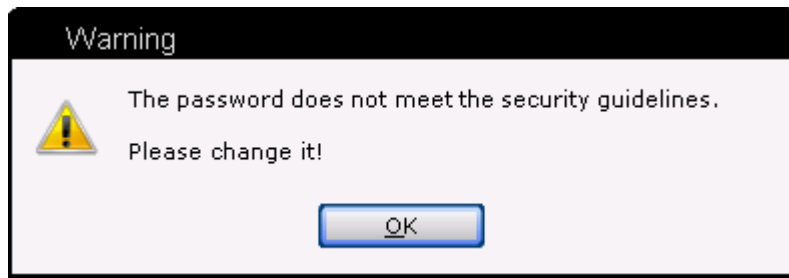 Warning
The password does not meet the security guidelines.
Please change it!
OK